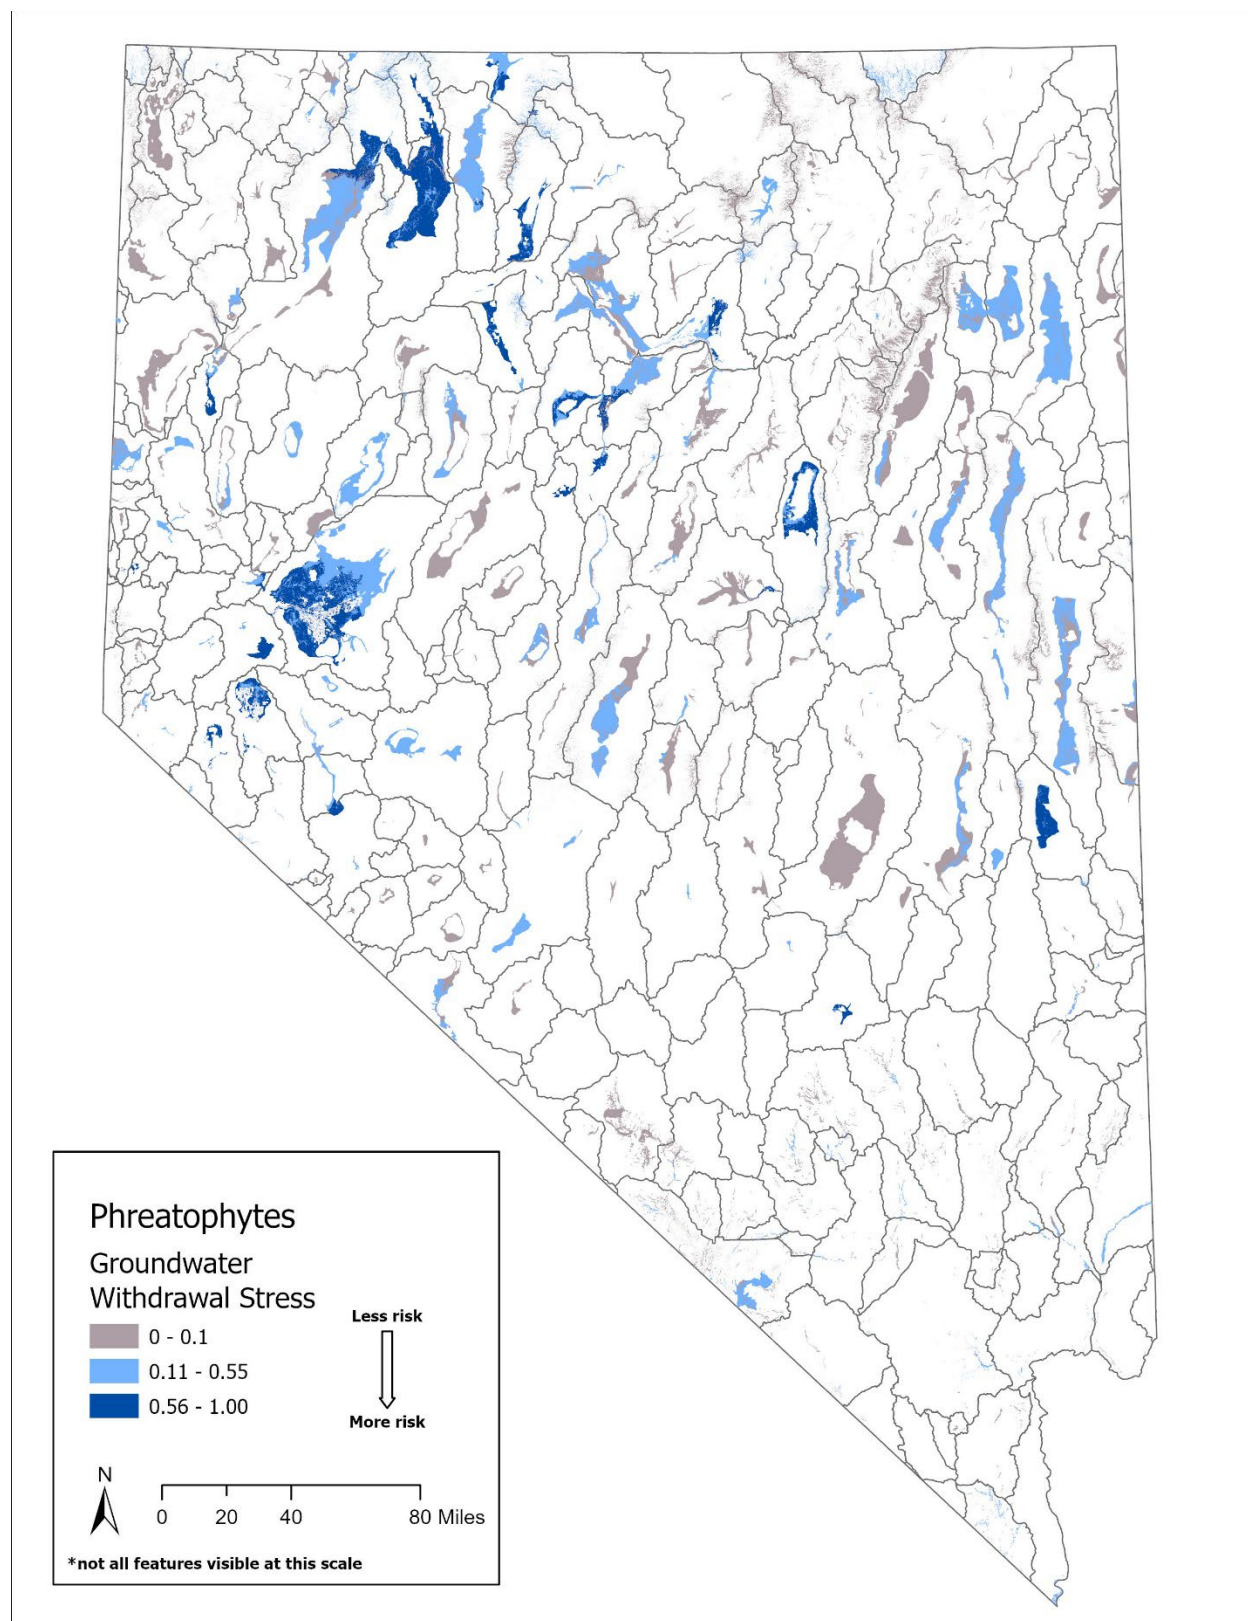 Phreatophytes
Groundwater
Withdrawal Stress
0 - 0.1
0.11 - 0.55
0.56 - 1.00
Less risk
More risk
N
0 20 40 80 Miles
*not all features visible at this scale